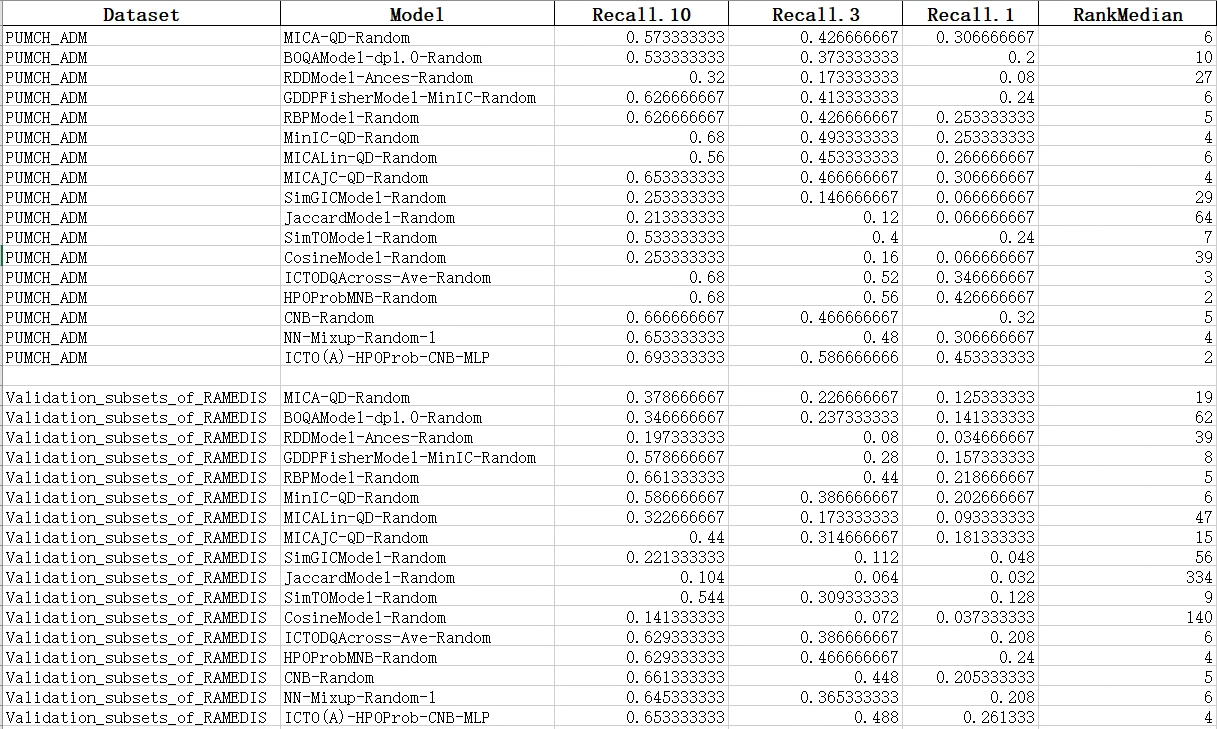 Dataset Model Recall.10 Recall.3 Recall.1 RankMedian
PUMCH_ADM MICA-QD-Random 0.573333333 0.426666667 0.306666667 6
PUMCH_ADM BOQAModel-dp1.0-Random 0.533333333 0.373333333 0.2 10
PUMCH_ADM RDDModel-Ances-Random 0.32 0.173333333 0.08 27
PUMCH_ADM GDDPFisherModel-MinIC-Random 0.626666667 0.413333333 0.24 6
PUMCH_ADM RBPModel-Random 0.626666667 0.426666667 0.253333333 5
PUMCH_ADM MinIC-QD-Random 0.68 0.493333333 0.253333333 4
PUMCH_ADM MICALin-QD-Random 0.56 0.453333333 0.266666667 6
PUMCH_ADM MICAJC-QD-Random 0.653333333 0.466666667 0.306666667 4
PUMCH_ADM SimGICModel-Random 0.253333333 0.146666667 0.066666667 29
PUMCH_ADM JaccardModel-Random 0.213333333 0.12 0.066666667 64
PUMCH_ADM SimTOModel-Random 0.533333333 0.4 0.24 7
PUMCH_ADM CosineModel-Random 0.253333333 0.16 0.066666667 39
PUMCH_ADM ICTODQAcross-Ave-Random 0.68 0.52 0.346666667 3
PUMCH_ADM HPOProbMNB-Random 0.68 0.56 0.426666667 2
PUMCH_ADM CNB-Random 0.666666667 0.466666667 0.32 5
PUMCH_ADM NN-Mixup-Random-1 0.653333333 0.48 0.306666667 4
PUMCH_ADM ICTO(A)-HPOProb-CNB-MLP 0.693333333 0.586666666 0.453333333 2
Validation_subsets_of_RAMEDIS MICA-QD-Random 0.378666667 0.226666667 0.125333333 19
Validation_subsets_of_RAMEDIS BOQAModel-dp1.0-Random 0.346666667 0.237333333 0.141333333 62
Validation_subsets_of_RAMEDIS RDDModel-Ances-Random 0.197333333 0.08 0.034666667 39
Validation_subsets_of_RAMEDIS GDDPFisherModel-MinIC-Random 0.578666667 0.28 0.157333333 8
Validation_subsets_of_RAMEDIS RBPModel-Random 0.661333333 0.44 0.218666667 5
Validation_subsets_of_RAMEDIS MinIC-QD-Random 0.586666667 0.386666667 0.202666667 6
Validation_subsets_of_RAMEDIS MICALin-QD-Random 0.322666667 0.173333333 0.093333333 47
Validation_subsets_of_RAMEDIS MICAJC-QD-Random 0.44 0.314666667 0.181333333 15
Validation_subsets_of_RAMEDIS SimGICModel-Random 0.221333333 0.112 0.048 56
Validation_subsets_of_RAMEDIS JaccardModel-Random 0.104 0.064 0.032 334
Validation_subsets_of_RAMEDIS SimTOModel-Random 0.544 0.309333333 0.128 9
Validation_subsets_of_RAMEDIS CosineModel-Random 0.141333333 0.072 0.037333333 140
Validation_subsets_of_RAMEDIS ICTODQAcross-Ave-Random 0.629333333 0.386666667 0.208 6
Validation_subsets_of_RAMEDIS HPOProbMNB-Random 0.629333333 0.466666667 0.24 4
Validation_subsets_of_RAMEDIS CNB-Random 0.661333333 0.448 0.205333333 5
Validation_subsets_of_RAMEDIS NN-Mixup-Random-1 0.645333333 0.365333333 0.208 6
Validation_subsets_of_RAMEDIS ICTO(A)-HPOProb-CNB-MLP 0.653333333 0.488 0.261333 4